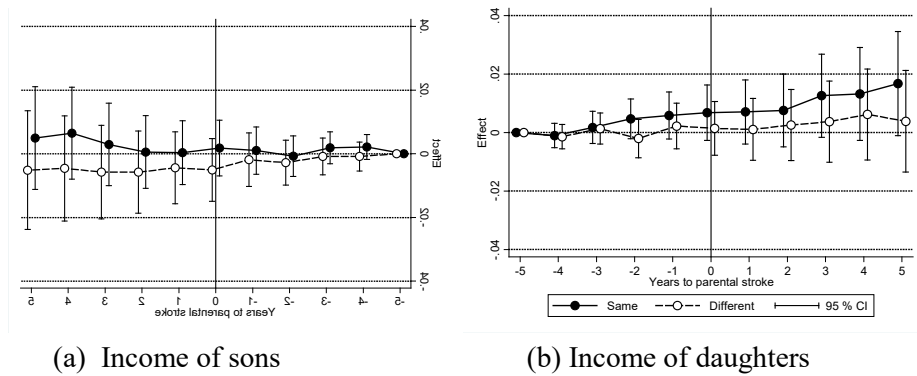 .04
.02
0
-.02
-.04
Effect
5 4 3 2 1 0 -1 -2 -3 -4 -5
Years to parental stroke
(a) Income of sons
.04
.02
0
-.02
-.04
Effect
-5 -4 -3 -2 -1 0 1 2 3 4 5
Years to parental stroke
Same Different 95 % CI
(b) Income of daughters